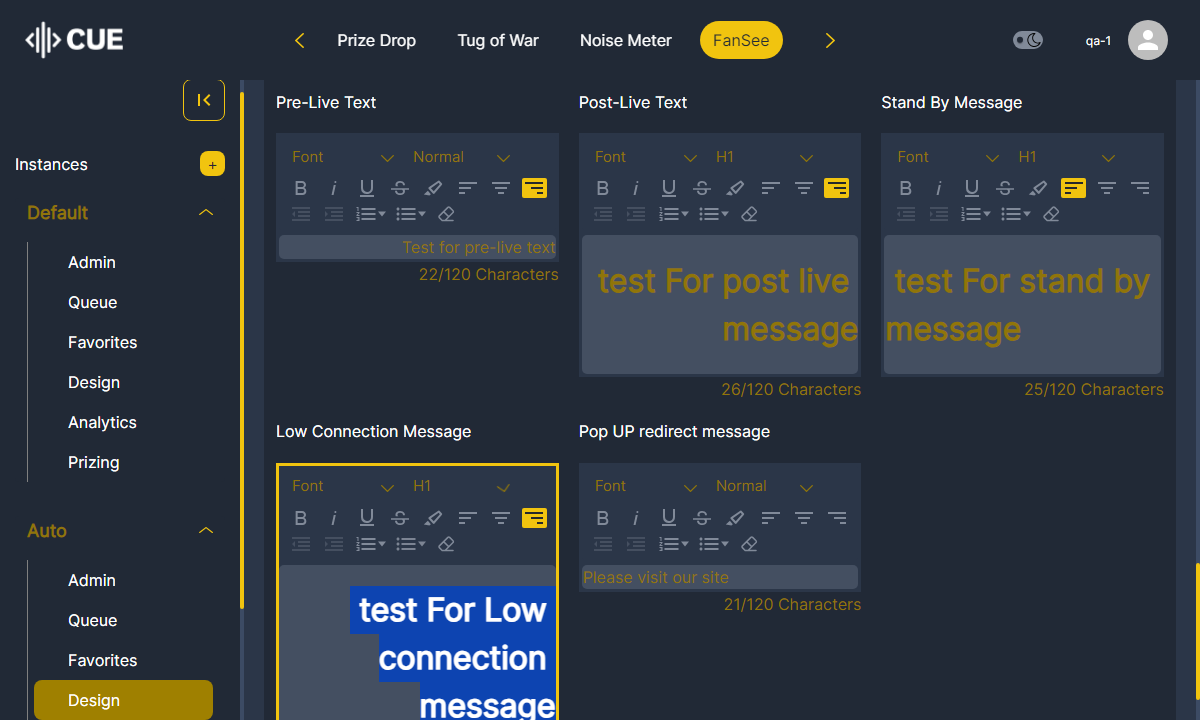 CUE
Prize Drop
Tug of War
Noise Meter
FanSee
qa-1
Instances
+
Default
Admin
Queue
Favorites
Design
Analytics
Prizing
Auto
Admin
Queue
Favorites
Design
Pre-Live Text
Font
Normal
Test for pre-live text
22/120 Characters
Post-Live Text
Font
H1
test For post live
message
26/120 Characters
Stand By Message
Font
H1
test For stand by
message
25/120 Characters
Low Connection Message
Font
H1
test For Low
connection
message
Pop UP redirect message
Font
Normal
Please visit our site
21/120 Characters